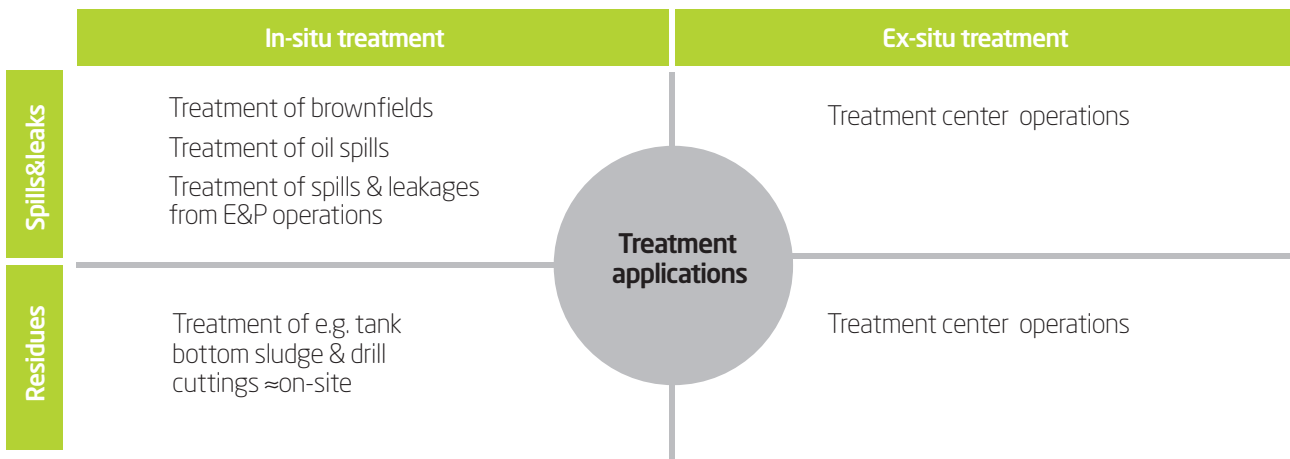 In-situ treatment
Ex-situ treatment
Spills&leaks
Treatment of brownfields
Treatment of oil spills
Treatment of spills & leakages
from E&P operations
Treatment center operations
Treatment
applications
Residues
Treatment of e.g. tank
bottom sludge & drill
cuttings ≈on-site
Treatment center operations